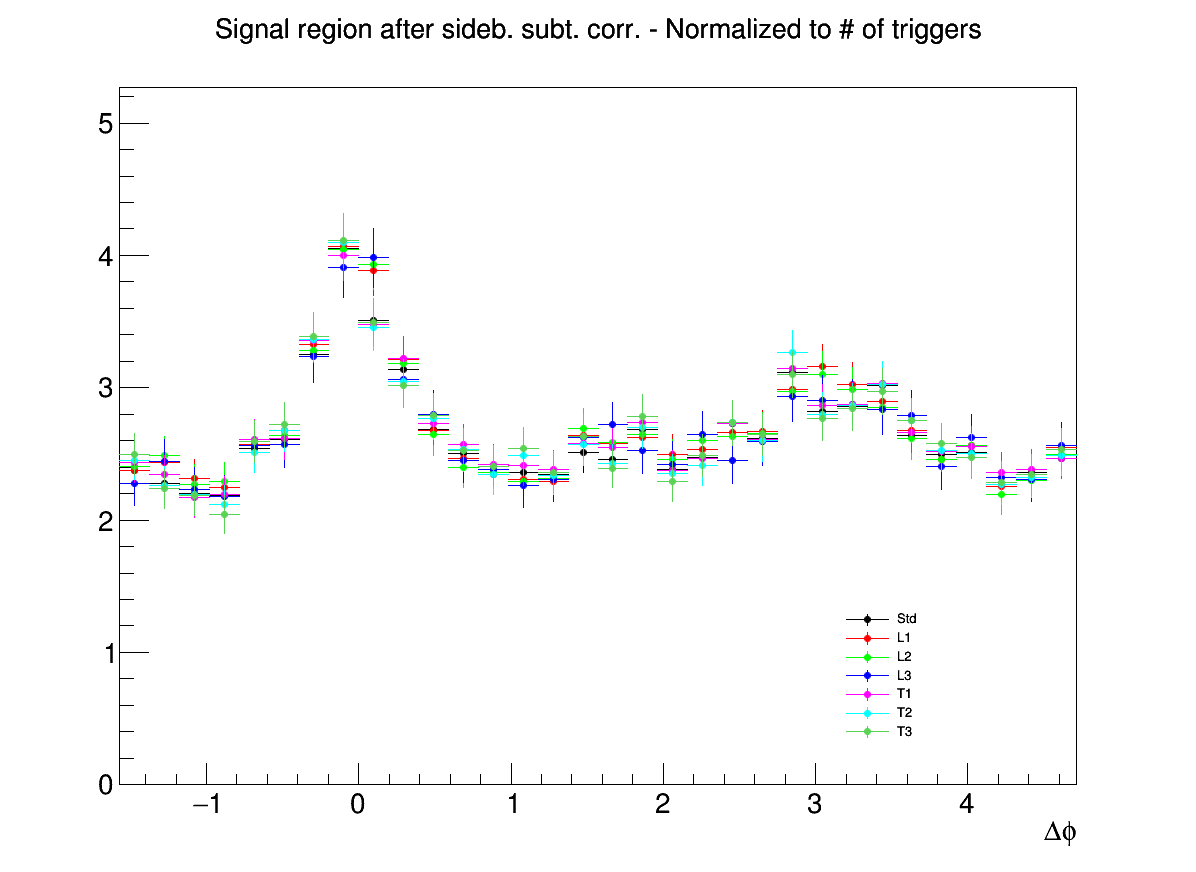 Signal region after sideb. subt. corr. - Normalized to # of triggers
5
4
3
2
1
0
−1 0 1 2 3 4
Δϕ
Std
L1
L2
L3
T1
T2
T3